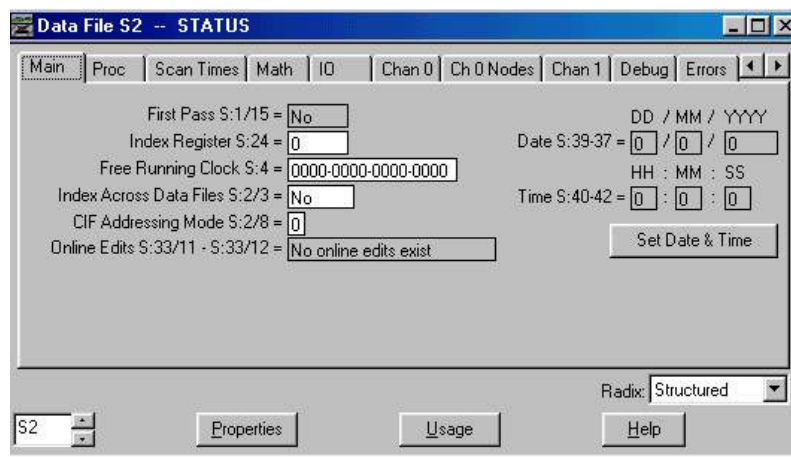 Data File S2 -- STATUS
Main Proc Scan Times Math IO Chan 0 Ch 0 Nodes Chan 1 Debug Errors
First Pass S:1/15 = No
Index Register S:24 = 0
Free Running Clock S:4 = 0000-0000-0000-0000
Index Across Data Files S:2/3 = No
CIF Addressing Mode S:2/8 = 0
Online Edits S:33/11 - S:33/12 = No online edits exist
DD / MM / YYYY
Date S:39-37 = 0 / 0 / 0
HH : MM : SS
Time S:40-42 = 0 : 0 : 0
Set Date & Time
Radix: Structured
S2 Properties Usage Help